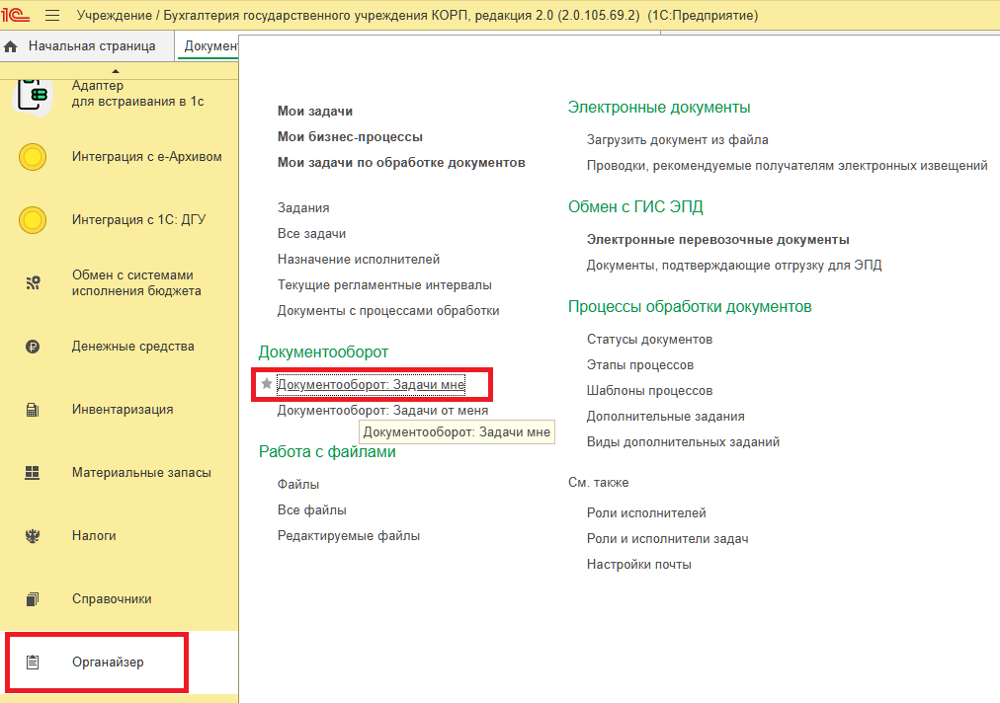 1С Учреждение / Бухгалтерия государственного учреждения КОРП, редакция 2.0 (2.0.105.69.2) (1С:Предприятие)
Начальная страница
Докумен
Адаптер
для встраивания в 1с
Интеграция с е-Архивом
Интеграция с 1С: ДГУ
Обмен с системами
исполнения бюджета
Денежные средства
Инвентаризация
Материальные запасы
Налоги
Справочники
Органайзер
Мои задачи
Мои бизнес-процессы
Мои задачи по обработке документов
Задания
Все задачи
Назначение исполнителей
Текущие регламентные интервалы
Документы с процессами обработки
Документооборот
Документооборот: Задачи мне
Документооборот: Задачи от меня
Документооборот: Задачи мне
Работа с файлами
Файлы
Все файлы
Редактируемые файлы
Электронные документы
Загрузить документ из файла
Проводки, рекомендуемые получателям электронных извещений
Обмен с ГИС ЭПД
Электронные перевозочные документы
Документы, подтверждающие отгрузку для ЭПД
Процессы обработки документов
Статусы документов
Этапы процессов
Шаблоны процессов
Дополнительные задания
Виды дополнительных заданий
См. также
Роли исполнителей
Роли и исполнители задач
Настройки почты